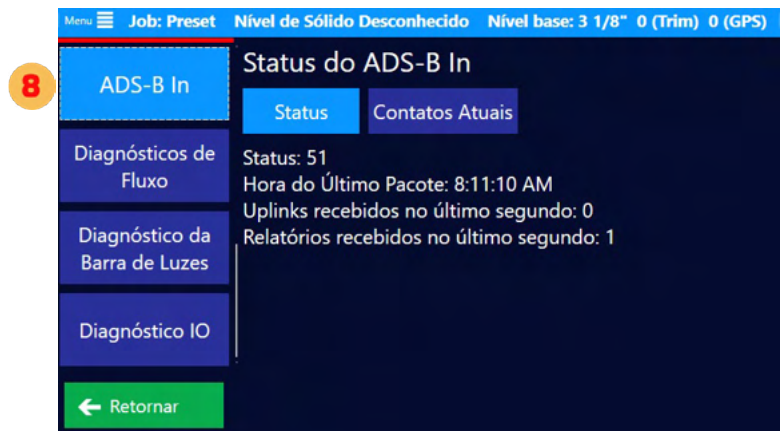 Menu Job: Preset Nível de Sólido Desconhecido Nível base: 3 1/8" 0 (Trim) 0 (GPS)
8
ADS-B In
Diagnósticos de
Fluxo
Diagnóstico da
Barra de Luzes
Diagnóstico IO
Retornar
Status do ADS-B In
Status Contatos Atuais
Status: 51
Hora do Último Pacote: 8:11:10 AM
Uplinks recebidos no último segundo: 0
Relatórios recebidos no último segundo: 1